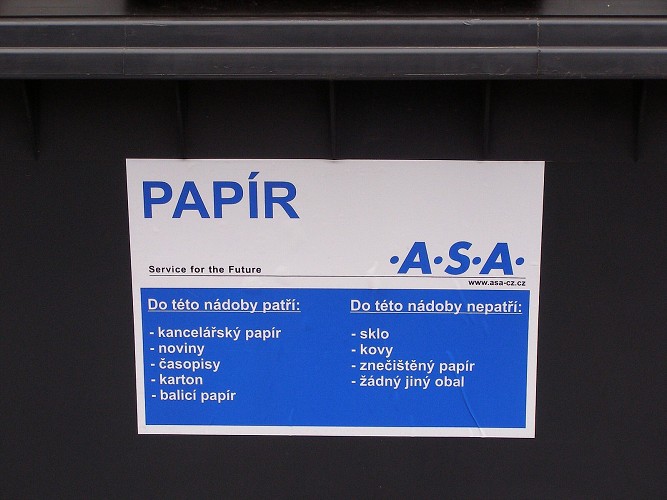 PAPÍR
·A·S·A·
Service for the Future
www.asa-cz.cz
Do této nádoby patří:
- kancelářský papír
- noviny
- časopisy
- karton
- balicí papír
Do této nádoby nepatří:
- sklo
- kovy
- znečištěný papír
- žádný jiný obal